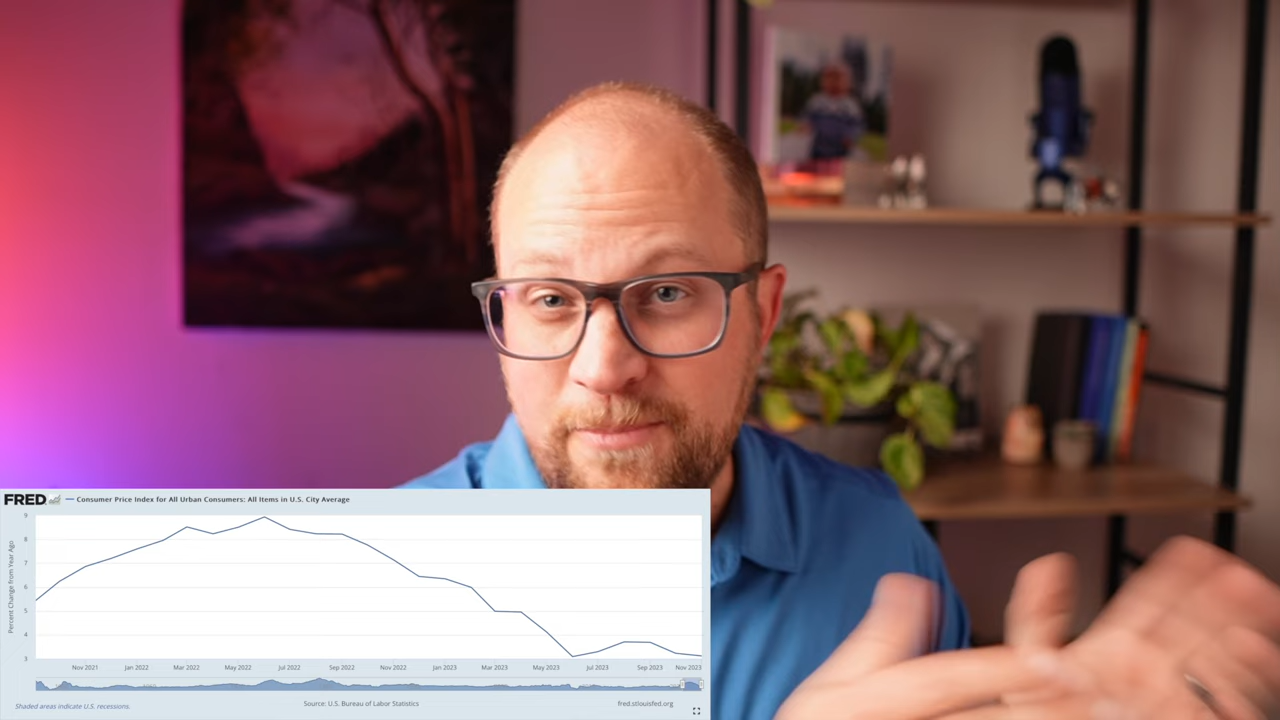 FRED — Consumer Price Index for All Urban Consumers: All Items in U.S. City Average
Percent Change from Year Ago
9
8
7
6
5
4
3
Nov 2021 Jan 2022 Mar 2022 May 2022 Jul 2022 Sep 2022 Nov 2022 Jan 2023 Mar 2023 May 2023 Jul 2023 Sep 2023 Nov 2023
Shaded areas indicate U.S. recessions.
Source: U.S. Bureau of Labor Statistics
fred.stlouisfed.org